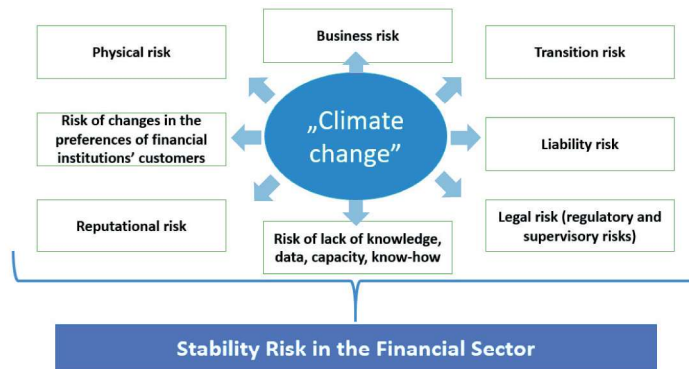 Physical risk
Business risk
Transition risk
Risk of changes in the
preferences of financial
institutions’ customers
„Climate
change”
Liability risk
Reputational risk
Risk of lack of knowledge,
data, capacity, know-how
Legal risk (regulatory and
supervisory risks)
Stability Risk in the Financial Sector